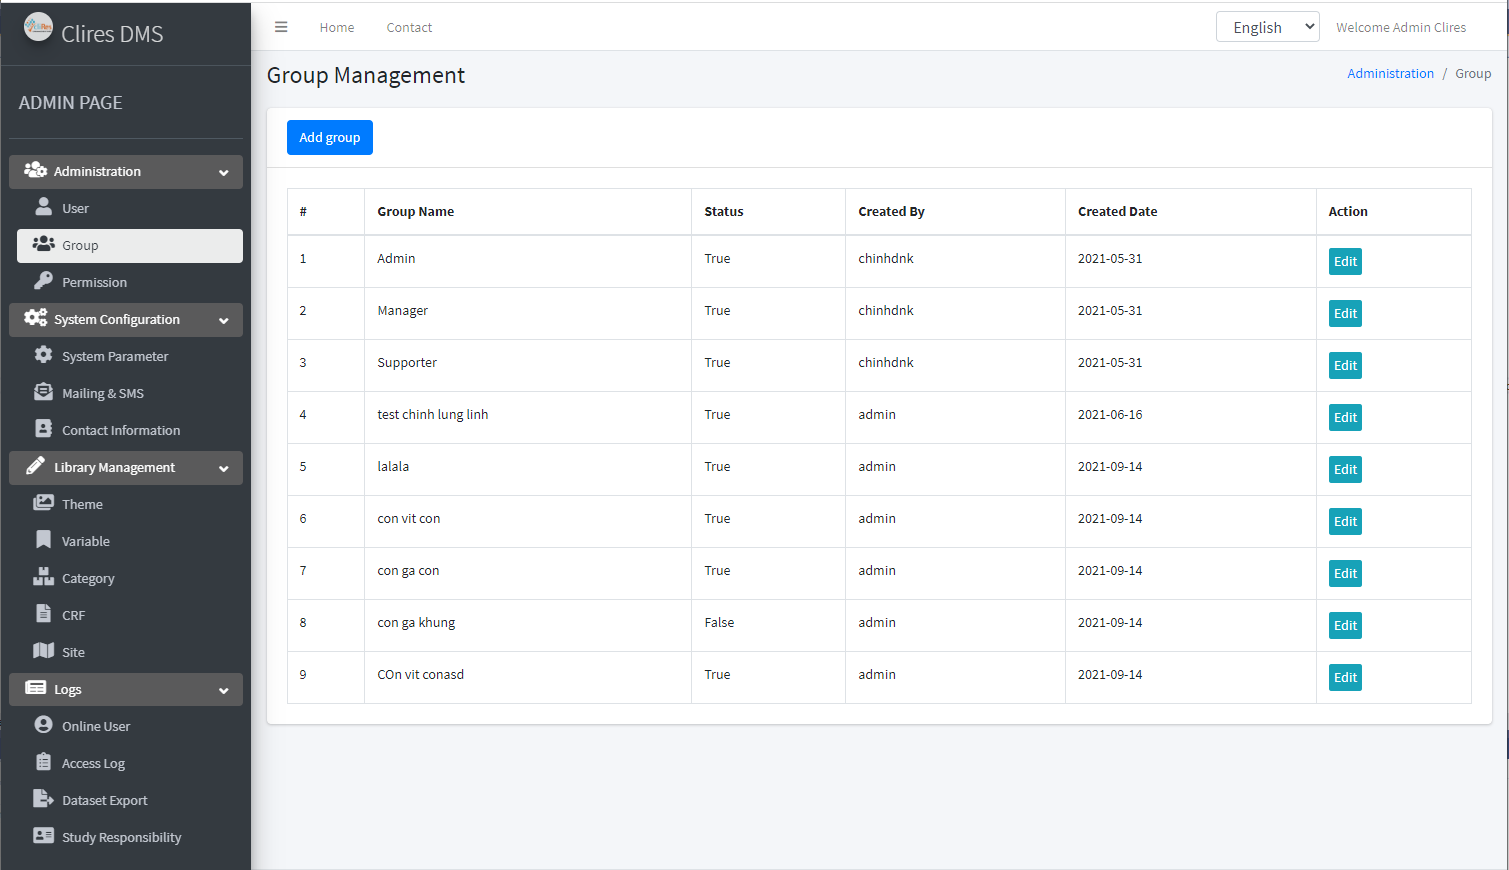 Clires DMS
Home
Contact
English
Welcome Admin Clires
Group Management
Administration / Group
ADMIN PAGE
Administration
User
Group
Permission
System Configuration
System Parameter
Mailing & SMS
Contact Information
Library Management
Theme
Variable
Category
CRF
Site
Logs
Online User
Access Log
Dataset Export
Study Responsibility
Add group
# Group Name Status Created By Created Date Action
1 Admin True chinhdnk 2021-05-31 Edit
2 Manager True chinhdnk 2021-05-31 Edit
3 Supporter True chinhdnk 2021-05-31 Edit
4 test chinh lung linh True admin 2021-06-16 Edit
5 lalala True admin 2021-09-14 Edit
6 con vit con True admin 2021-09-14 Edit
7 con ga con True admin 2021-09-14 Edit
8 con ga khung False admin 2021-09-14 Edit
9 COn vit conasd True admin 2021-09-14 Edit